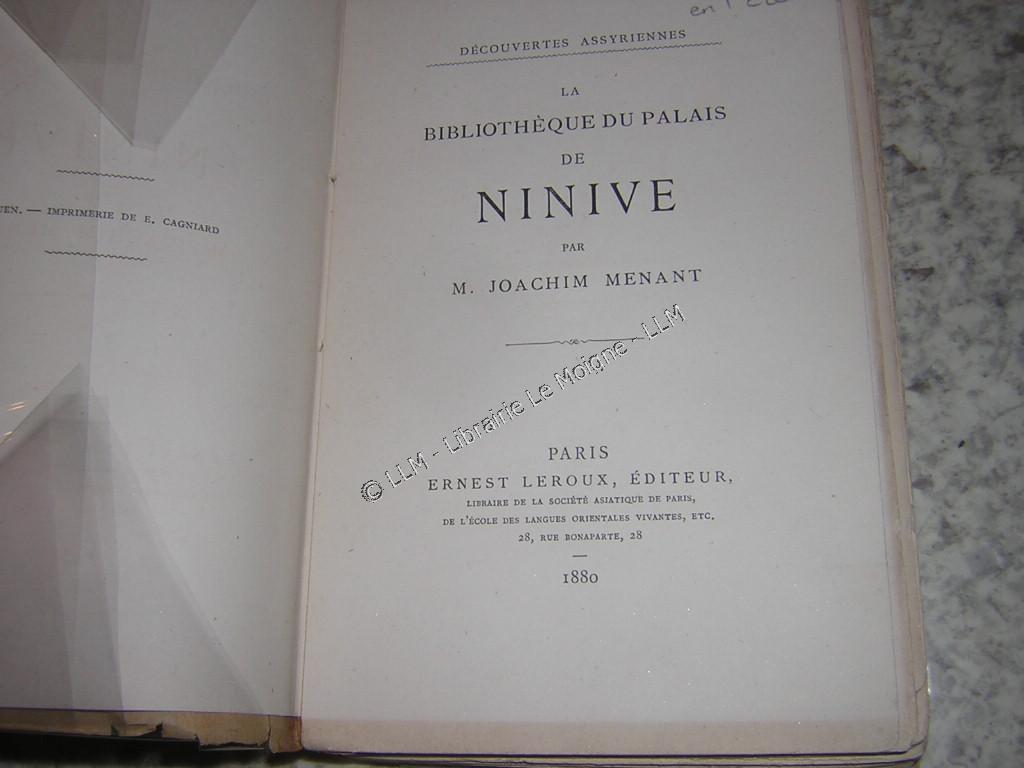 UEN. — IMPRIMERIE DE E. CAGNIARD
en l'
DÉCOUVERTES ASSYRIENNES
LA
BIBLIOTHÈQUE DU PALAIS
DE
NINIVE
PAR
M. JOACHIM MENANT
© LLM - Librairie Le Moigne - LLM
PARIS
ERNEST LEROUX, ÉDITEUR,
LIBRAIRE DE LA SOCIÉTÉ ASIATIQUE DE PARIS,
DE L'ÉCOLE DES LANGUES ORIENTALES VIVANTES, ETC.
28, RUE BONAPARTE, 28
1880